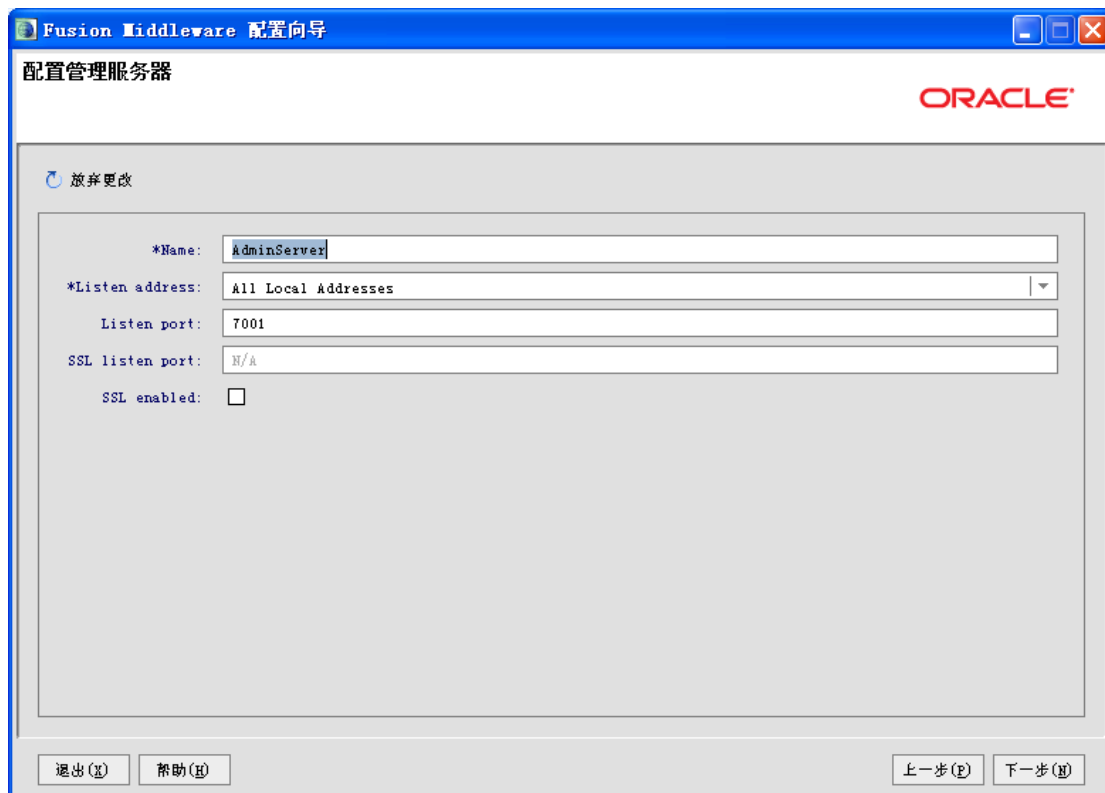 Fusion Middleware 配置向导
配置管理服务器
ORACLE
放弃更改
*Name: AdminServer
*Listen address: All Local Addresses
Listen port: 7001
SSL listen port: N/A
SSL enabled:
退出(X) 帮助(H) 上一步(P) 下一步(N)